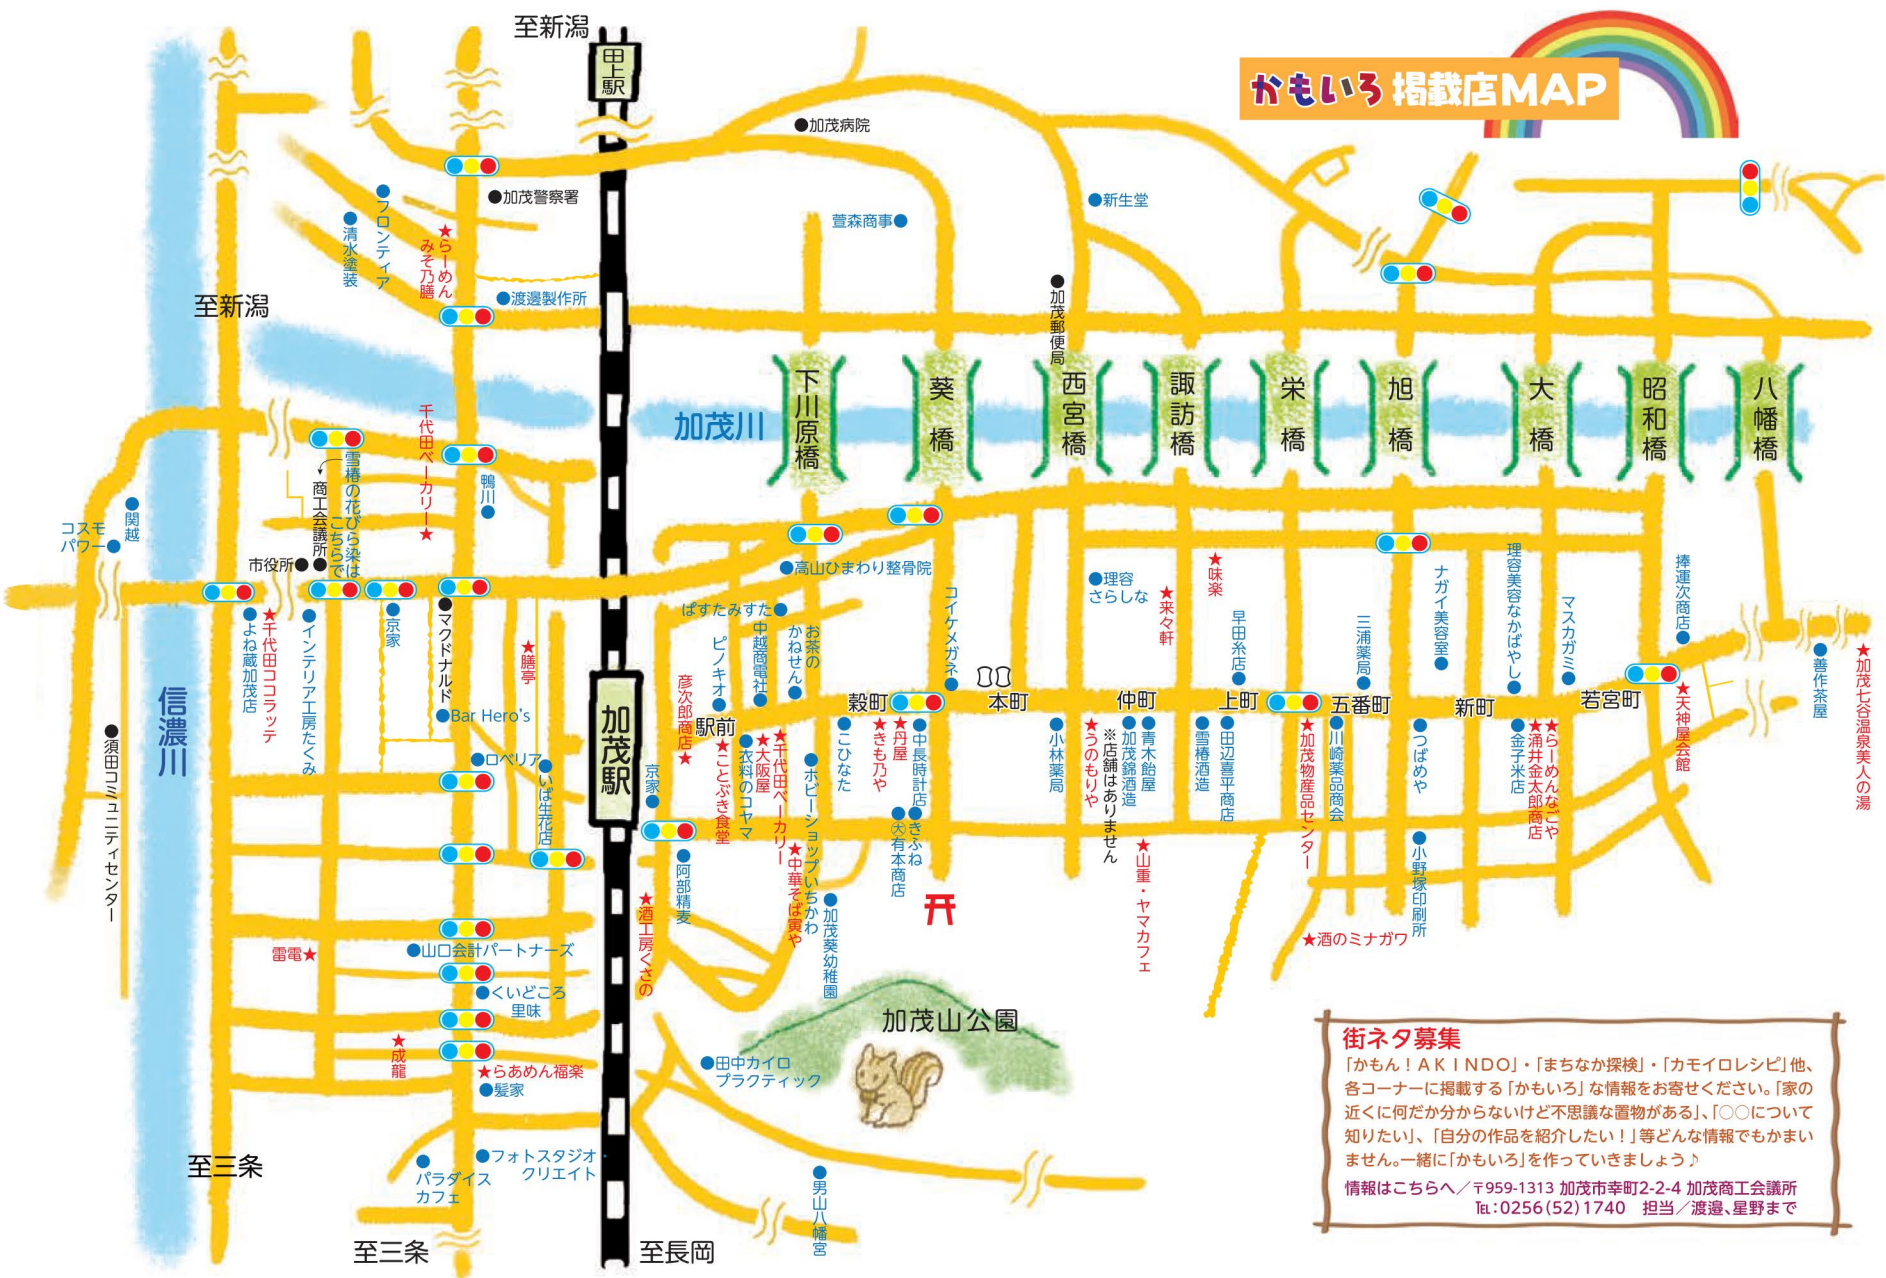 至新潟
田上駅
かもいろ 掲載店MAP
加茂病院
加茂警察署
フロンティア
清水塗装
らーめん
みそ乃膳
萱森商事
新生堂
渡邊製作所
加茂郵便局
至新潟
加茂川
下川原橋
葵橋
西宮橋
諏訪橋
栄橋
旭橋
大橋
昭和橋
八幡橋
千代田ベーカリー
鴨川
雪椿の花びら染は
こちらで
商工会議所
市役所
関越
コスモ
パワー
信濃川
須田コミュニティセンター
よね蔵加茂店
千代田ココラッテ
インテリア工房たくみ
京家
マクドナルド
Bar Hero's
膳亭
ロベリア
いば生花店
加茂駅
高山ひまわり整骨院
ぱすたみすた
ピノキオ
中越商電社
お茶の
かねせん
コイケメガネ
彦次郎商店
駅前
穀町
本町
仲町
上町
五番町
新町
若宮町
理容
さらしな
来々軒
味楽
早田糸店
三浦薬局
ナガイ美容室
理容美容なかばやし
マスカガミ
捧運次商店
善作茶屋
加茂七谷温泉美人の湯
天神屋会館
京家
ことぶき食堂
衣料のコヤマ
大阪屋
千代田ベーカリー
ホビーショップいちかわ
中華そば寅や
こひなた
きも乃や
丹屋
中長時計店
きふね
㊅有本商店
小林薬局
うのもりや
※店舗はありません
加茂錦酒造
青木飴屋
雪椿酒造
田辺喜平商店
加茂物産品センター
川崎薬品商会
つばめや
金子米店
涌井金太郎商店
らーめんなごや
阿部精麦
酒工房くさの
加茂葵幼稚園
山重・ヤマカフェ
小野塚印刷所
酒のミナガワ
雷電
山口会計パートナーズ
くいどころ
里味
成龍
らあめん福楽
髪家
フォトスタジオ
クリエイト
パラダイス
カフェ
加茂山公園
田中カイロ
プラクティック
男山八幡宮
至三条
至三条
至長岡
街ネタ募集
「かもん！AKINDO」・「まちなか探検」・「カモイロレシピ」他、
各コーナーに掲載する「かもいろ」な情報をお寄せください。「家の
近くに何だか分からないけど不思議な置物がある」、「○○について
知りたい」、「自分の作品を紹介したい！」等どんな情報でもかまい
ません。一緒に「かもいろ」を作っていきましょう♪
情報はこちらへ／〒959-1313 加茂市幸町2-2-4 加茂商工会議所
℡:0256(52)1740　担当／渡邉、星野まで